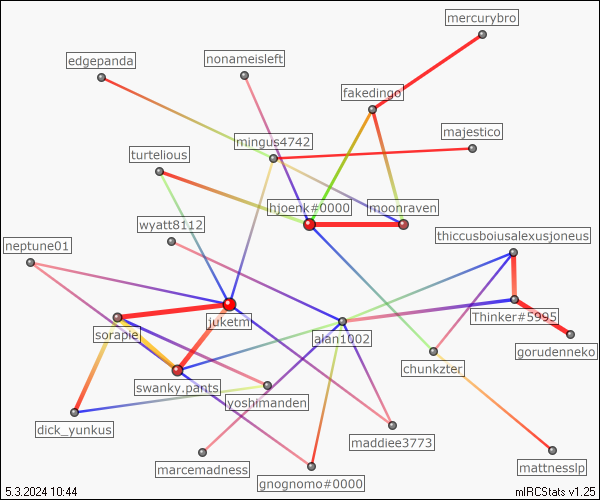 mercurybro
edgepanda
nonameisleft
fakedingo
majestico
mingus4742
turtelious
hjoenk#0000
moonraven
wyatt8112
thiccusboiusalexusjoneus
neptune01
Thinker#5995
juketm
sorapie
alan1002
gorudenneko
chunkzter
swanky.pants
yoshimanden
dick_yunkus
maddiee3773
marcemadness
mattnesslp
gnognomo#0000
5.3.2024 10:44
mIRCStats v1.25